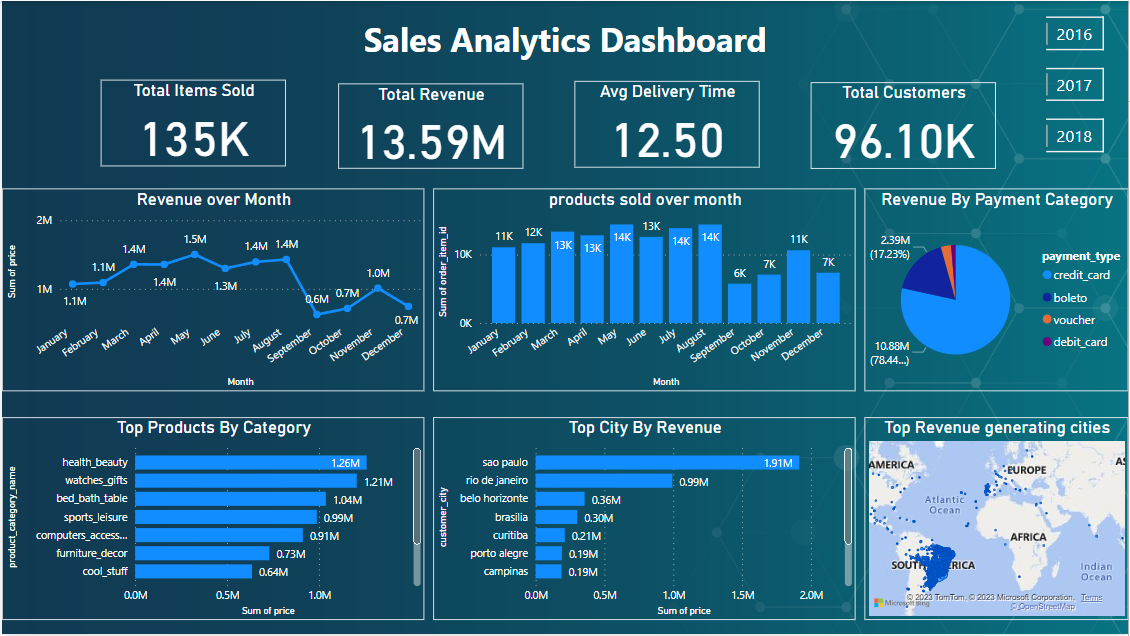 Sales Analytics Dashboard
2016
2017
2018
Total Items Sold
135K
Total Revenue
13.59M
Avg Delivery Time
12.50
Total Customers
96.10K
Revenue over Month
Sum of price
2M
1M
1.1M
1.1M
1.4M
1.4M
1.5M
1.3M
1.4M
1.4M
0.6M
0.7M
1.0M
0.7M
January
February
March
April
May
June
July
August
September
October
November
December
Month
products sold over month
Sum of order_item_id
10K
0K
11K
12K
13K
13K
14K
13K
14K
14K
6K
7K
11K
7K
January
February
March
April
May
June
July
August
September
October
November
December
Month
Revenue By Payment Category
2.39M
(17.23%)
10.88M
(78.44...)
payment_type
credit_card
boleto
voucher
debit_card
Top Products By Category
product_category_name
health_beauty 1.26M
watches_gifts 1.21M
bed_bath_table 1.04M
sports_leisure 0.99M
computers_access... 0.91M
furniture_decor 0.73M
cool_stuff 0.64M
0.0M 0.5M 1.0M
Sum of price
Top City By Revenue
customer_city
sao paulo 1.91M
rio de janeiro 0.99M
belo horizonte 0.36M
brasilia 0.30M
curitiba 0.21M
porto alegre 0.19M
campinas 0.19M
0.0M 0.5M 1.0M 1.5M 2.0M
Sum of price
Top Revenue generating cities
AMERICA
EUROPE
AS
Atlantic
Ocean
AFRICA
SOUTH AMERICA
Indian
Ocean
Microsoft Bing
© 2023 TomTom, © 2023 Microsoft Corporation, Terms
© OpenStreetMap